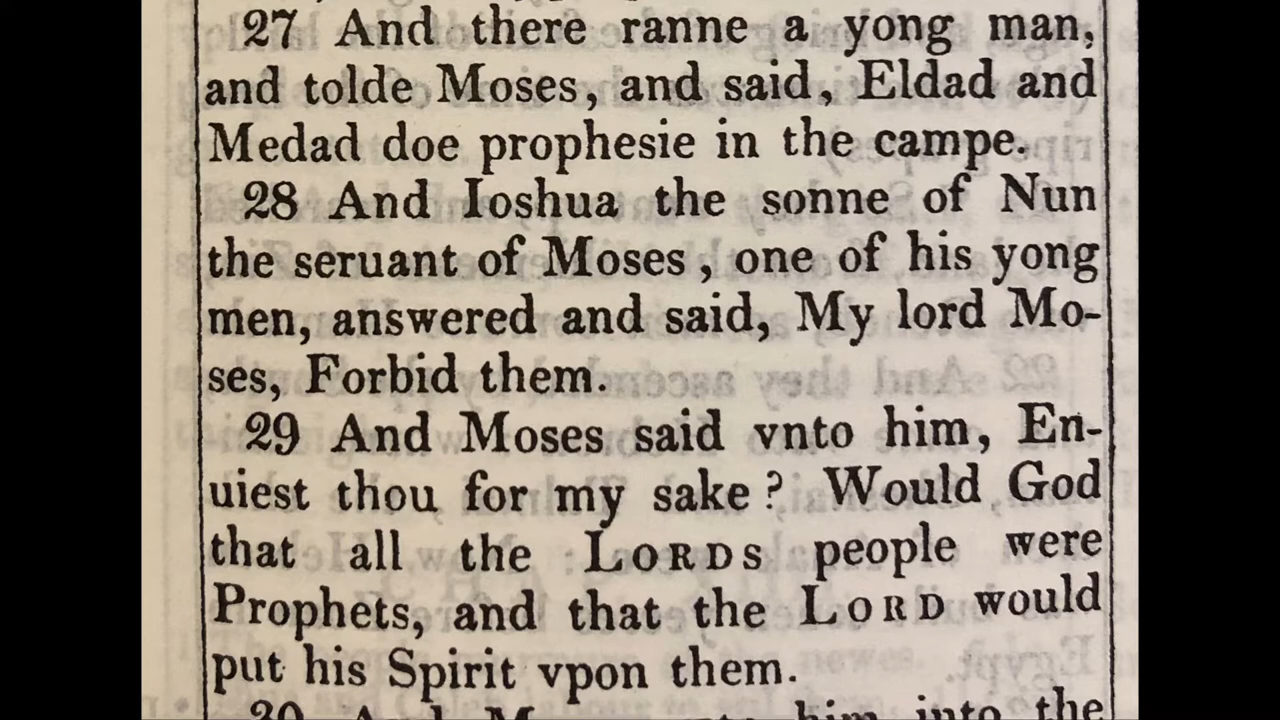 27 And there ranne a yong man,
and tolde Moses, and said, Eldad and
Medad doe prophesie in the campe.
28 And Ioshua the sonne of Nun
the seruant of Moses, one of his yong
men, answered and said, My lord Mo-
ses, Forbid them.
29 And Moses said vnto him, En-
uiest thou for my sake? Would God
that all the LORDS people were
Prophets, and that the LORD would
put his Spirit vpon them.
him into the